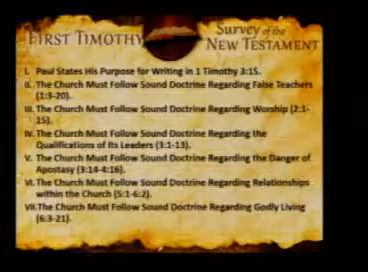 FIRST TIMOTHY
Survey of the
NEW TESTAMENT
I. Paul States His Purpose for Writing in 1 Timothy 3:15.
II. The Church Must Follow Sound Doctrine Regarding False Teachers
(1:3-20).
III. The Church Must Follow Sound Doctrine Regarding Worship (2:1-
15).
IV. The Church Must Follow Sound Doctrine Regarding the
Qualifications of Its Leaders (3:1-13).
V. The Church Must Follow Sound Doctrine Regarding the Danger of
Apostasy (3:14-4:16).
VI. The Church Must Follow Sound Doctrine Regarding Relationships
within the Church (5:1-6:2).
VII. The Church Must Follow Sound Doctrine Regarding Godly Living
(6:3-21).